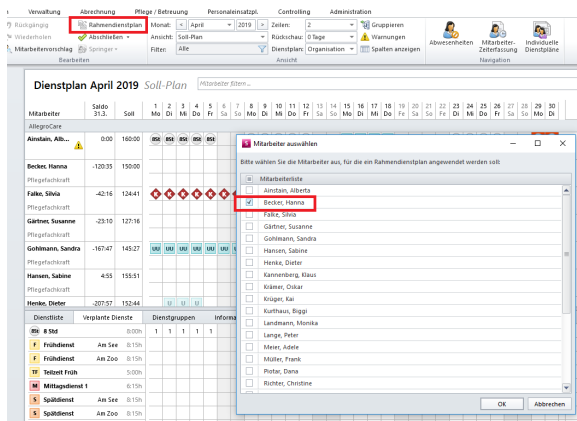 Verwaltung Abrechnung Pflege / Betreuung Personaleinsatzpl. Controlling Administration
Rückgängig Rahmendienstplan Monat: < April 2019 > Zeilen: 2 Gruppieren
Wiederholen Abschließen Ansicht: Soll-Plan Rückschau: 0 Tage Warnungen
Mitarbeitervorschlag Springer Filter: Alle Dienstplan: Organisation Spalten anzeigen
Abwesenheiten Mitarbeiter-Zeiterfassung Individuelle Dienstpläne
Bearbeiten Ansicht Navigation
Dienstplan April 2019 Soll-Plan Mitarbeiter filtern...
Saldo 1 2 3 4 5 6 7 8 9 10 11 12 13 14 15 16 17 18 19 20 21 22 23 24 25 26 27 28 29 30
Mitarbeiter 31.3. Soll Mo Di Mi Do Fr Sa So Mo Di Mi Do Fr Sa So Mo Di Mi Do Fr Sa So Mo Di Mi Do Fr Sa So Mo Di
AllegroCare
Ainstain, Alb... 0:00 160:00 8St 8St 8St 8St
Becker, Hanna -120:35 150:00
Pflegefachkraft
Falke, Silvia -42:16 124:41 K K K K K K K
Pflegefachkraft
Gärtner, Susanne -23:10 127:16
Pflegefachkraft
Gohlmann, Sandra -167:47 145:27 UU UU UU UU UU UU UU
Pflegefachkraft
Hansen, Sabine 4:55 155:51
Pflegefachkraft
Henke, Dieter -207:57 152:44 U U U
Dienstliste Verplante Dienste Dienstgruppen
8St 8 Std 8:00h 1 1 1 1 1
F Frühdienst Am See 8:15h
F Frühdienst Am Zoo 8:15h
TF Teilzeit Früh 5:00h
M Mittagsdienst 1 6:15h
S Spätdienst Am See 8:15h
S Spätdienst Am Zoo 8:15h
Mitarbeiter auswählen
Bitte wählen Sie die Mitarbeiter aus, für die ein Rahmendienstplan angewendet werden soll:
Mitarbeiterliste
Ainstain, Alberta
Becker, Hanna
Falke, Silvia
Gärtner, Susanne
Gohlmann, Sandra
Hansen, Sabine
Henke, Dieter
Kannenberg, Klaus
Krämer, Oskar
Krüger, Kai
Kurthaus, Biggi
Landmann, Monika
Lange, Peter
Meier, Adele
Müller, Frank
Piotar, Dana
Richter, Christine
OK Abbrechen